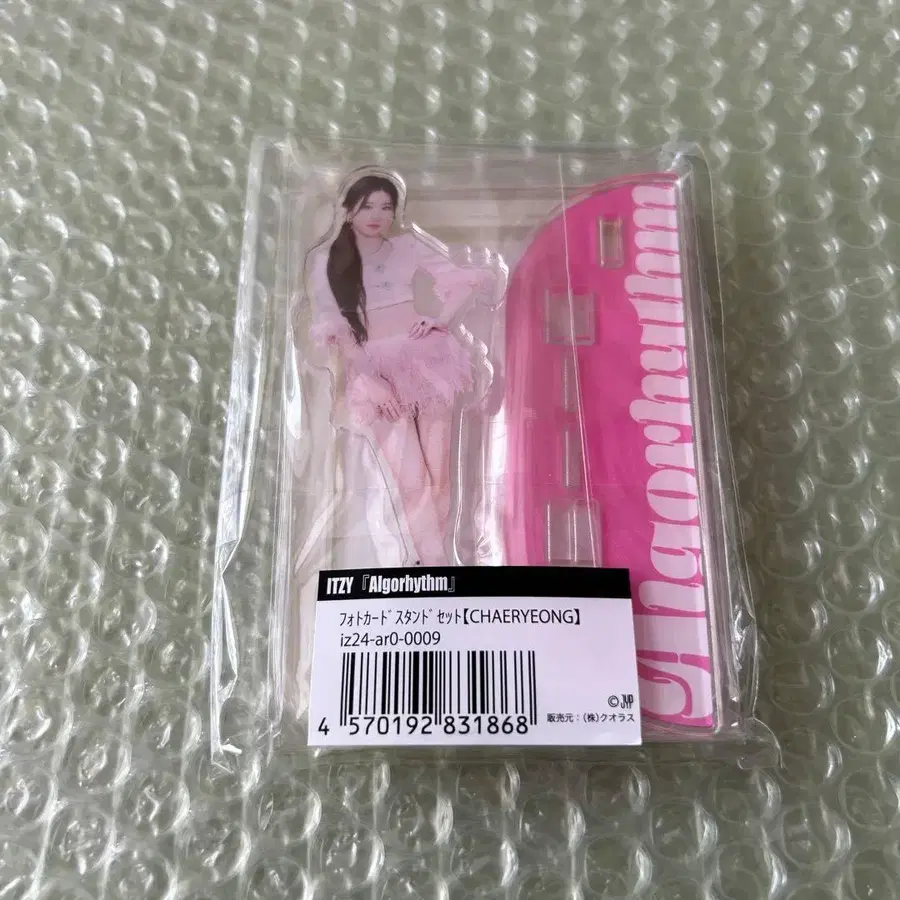 Algorhythm
ITZY『Algorhythm』
フォトカードスタンドセット【CHAERYEONG】
iz24-ar0-0009
4 570192 831868
© JYP
販売元：(株)クオラス